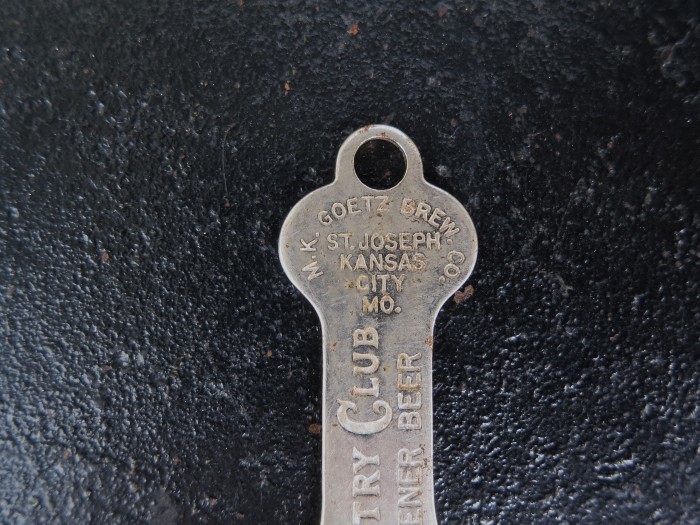 M.K. GOETZ BREW. CO.
ST. JOSEPH
KANSAS
CITY
MO.
TRY CLUB
ENER BEER